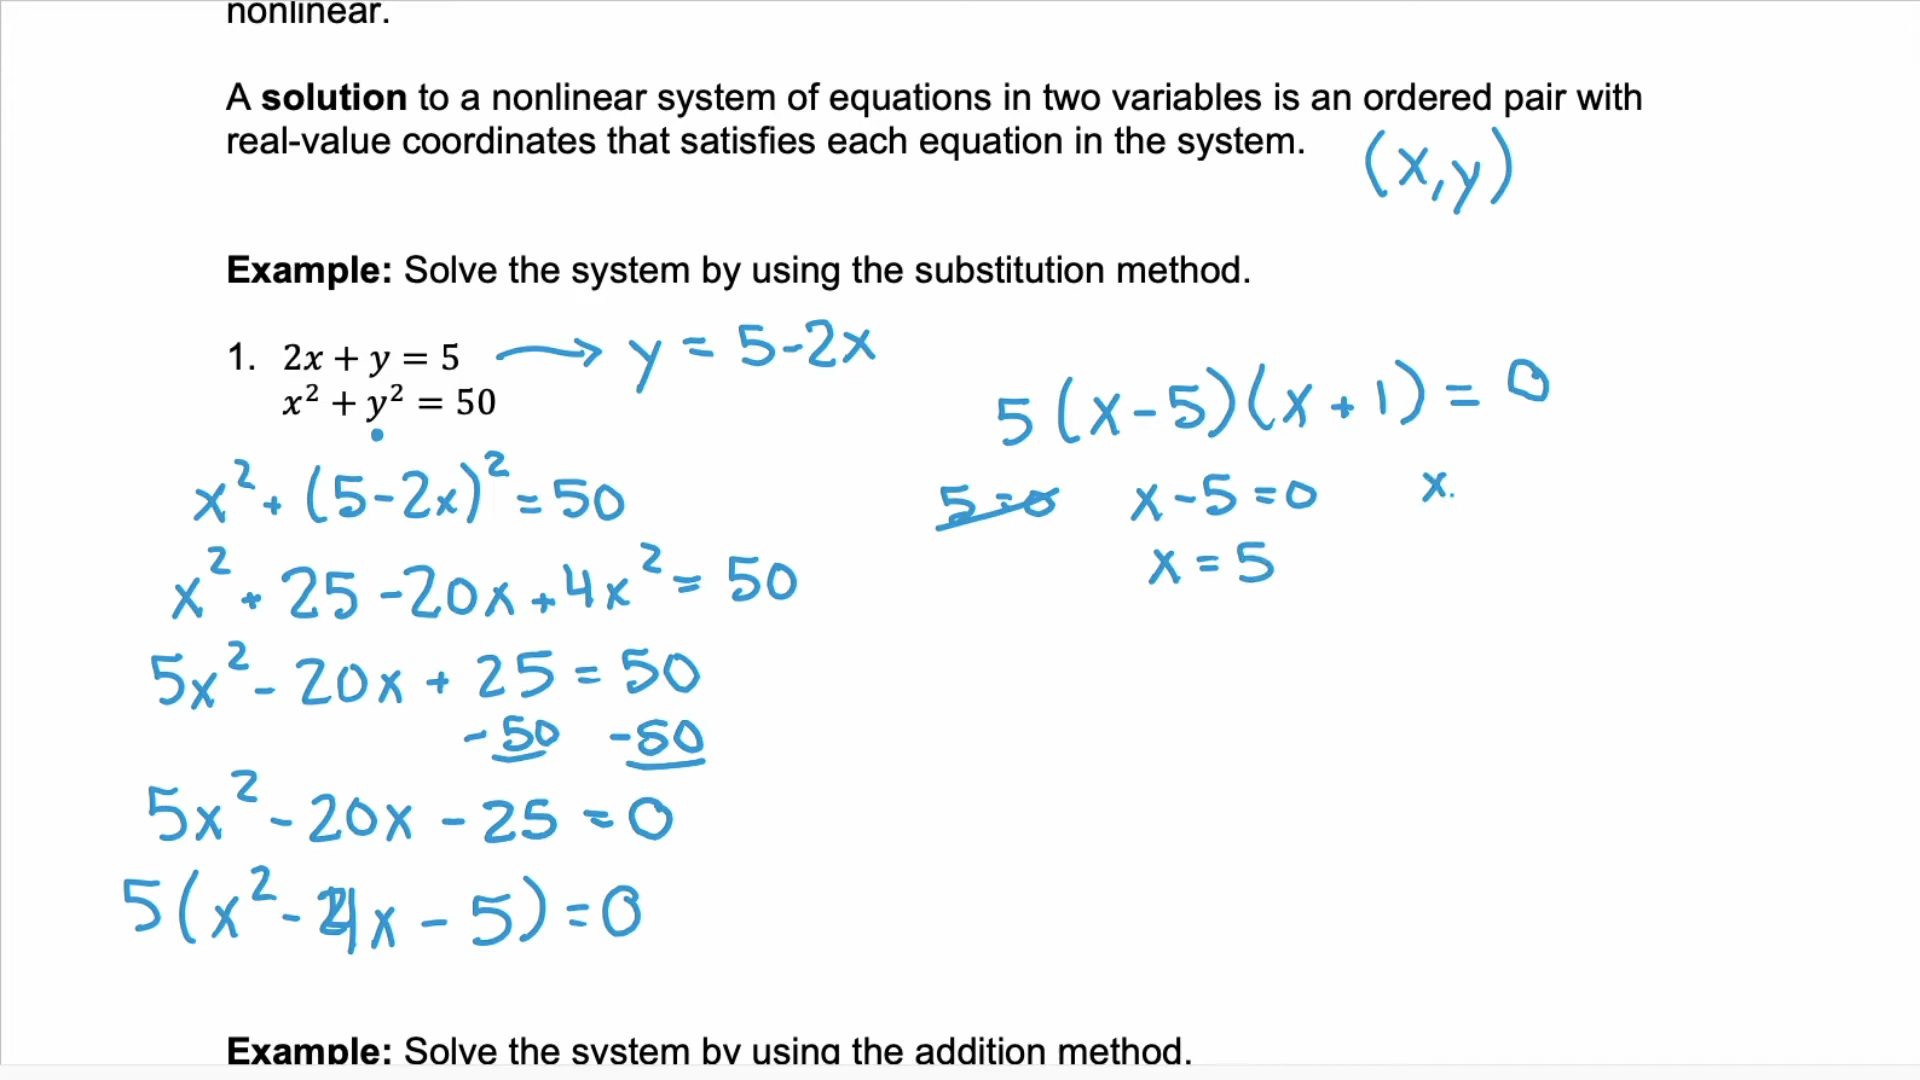 nonlinear.
A solution to a nonlinear system of equations in two variables is an ordered pair with
real-value coordinates that satisfies each equation in the system.
(x,y)
Example: Solve the system by using the substitution method.
1. 2x + y = 5 → y = 5-2x
x² + y² = 50
x² + (5-2x)² = 50
x² + 25 - 20x + 4x² = 50
5x² - 20x + 25 = 50
-50 -50
5x² - 20x - 25 = 0
5(x² - 4x - 5) = 0
5(x-5)(x+1) = 0
5=0 x-5=0 x
x = 5
Example: Solve the system by using the addition method.